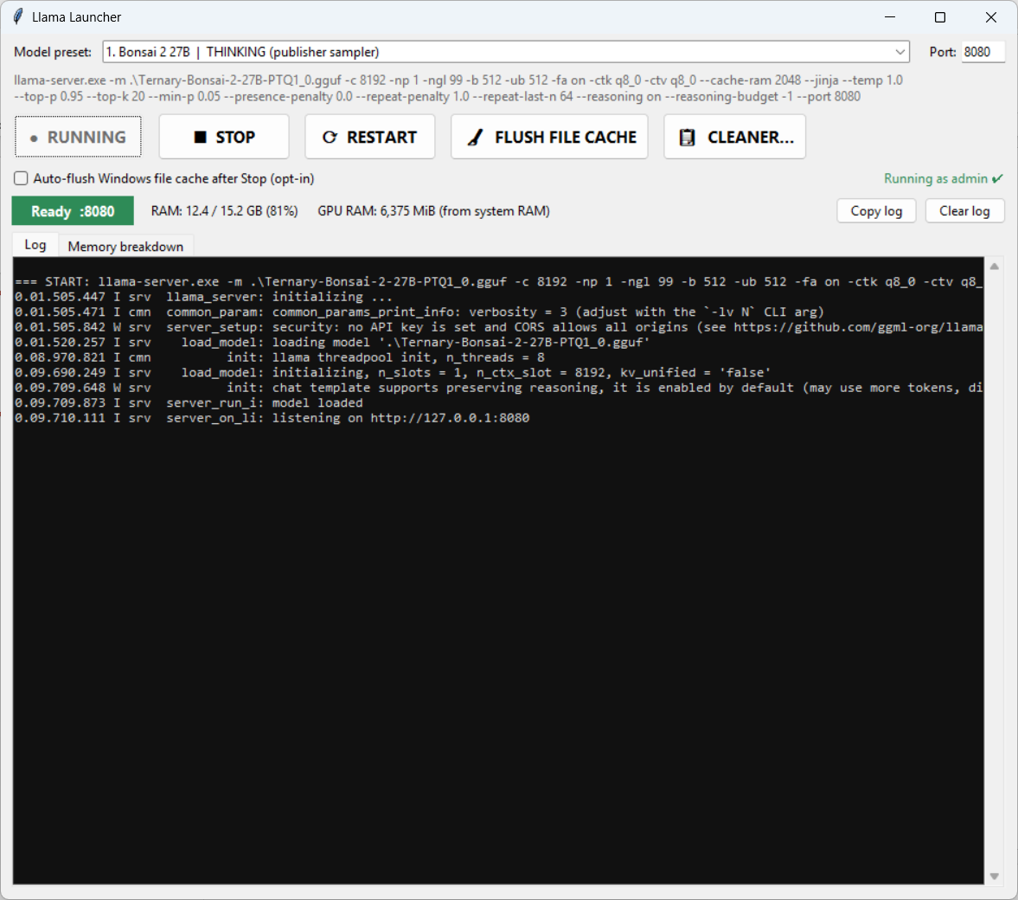 Llama Launcher
Model preset: 1. Bonsai 2 27B | THINKING (publisher sampler) Port: 8080
llama-server.exe -m .\Ternary-Bonsai-2-27B-PTQ1_0.gguf -c 8192 -np 1 -ngl 99 -b 512 -ub 512 -fa on -ctk q8_0 -ctv q8_0 --cache-ram 2048 --jinja --temp 1.0
--top-p 0.95 --top-k 20 --min-p 0.05 --presence-penalty 0.0 --repeat-penalty 1.0 --repeat-last-n 64 --reasoning on --reasoning-budget -1 --port 8080
● RUNNING ■ STOP ⟳ RESTART FLUSH FILE CACHE CLEANER...
Auto-flush Windows file cache after Stop (opt-in) Running as admin ✔
Ready :8080 RAM: 12.4 / 15.2 GB (81%) GPU RAM: 6,375 MiB (from system RAM) Copy log Clear log
Log Memory breakdown
=== START: llama-server.exe -m .\Ternary-Bonsai-2-27B-PTQ1_0.gguf -c 8192 -np 1 -ngl 99 -b 512 -ub 512 -fa on -ctk q8_0 -ctv q8_
0.01.505.447 I srv  llama_server: initializing ...
0.01.505.471 I cmn  common_param: common_params_print_info: verbosity = 3 (adjust with the `-lv N` CLI arg)
0.01.505.842 W srv  server_setup: security: no API key is set and CORS allows all origins (see https://github.com/ggml-org/llama
0.01.520.257 I srv    load_model: loading model '.\Ternary-Bonsai-2-27B-PTQ1_0.gguf'
0.08.970.821 I cmn          init: llama threadpool init, n_threads = 8
0.09.690.249 I srv    load_model: initializing, n_slots = 1, n_ctx_slot = 8192, kv_unified = 'false'
0.09.709.648 W srv          init: chat template supports preserving reasoning, it is enabled by default (may use more tokens, di
0.09.709.873 I srv  server_run_i: model loaded
0.09.710.111 I srv  server_on_li: listening on http://127.0.0.1:8080